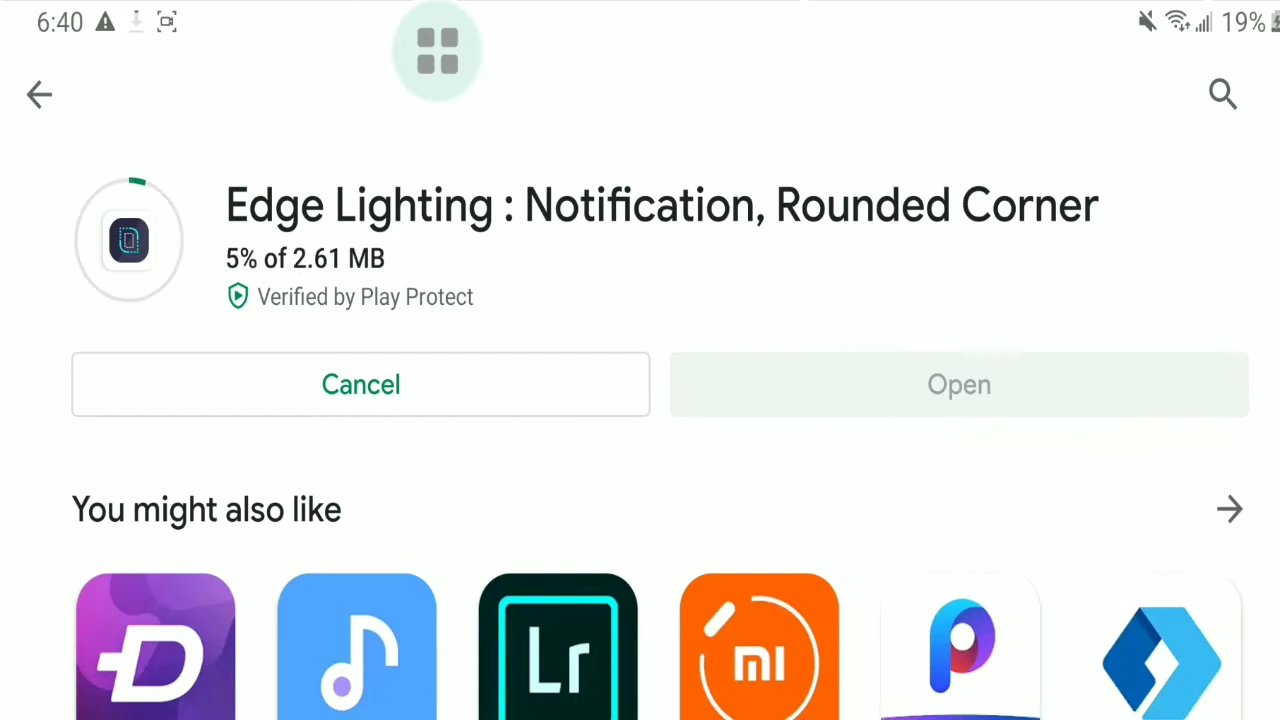 6:40
19%
Edge Lighting : Notification, Rounded Corner
5% of 2.61 MB
Verified by Play Protect
Cancel
Open
You might also like
Lr
mi